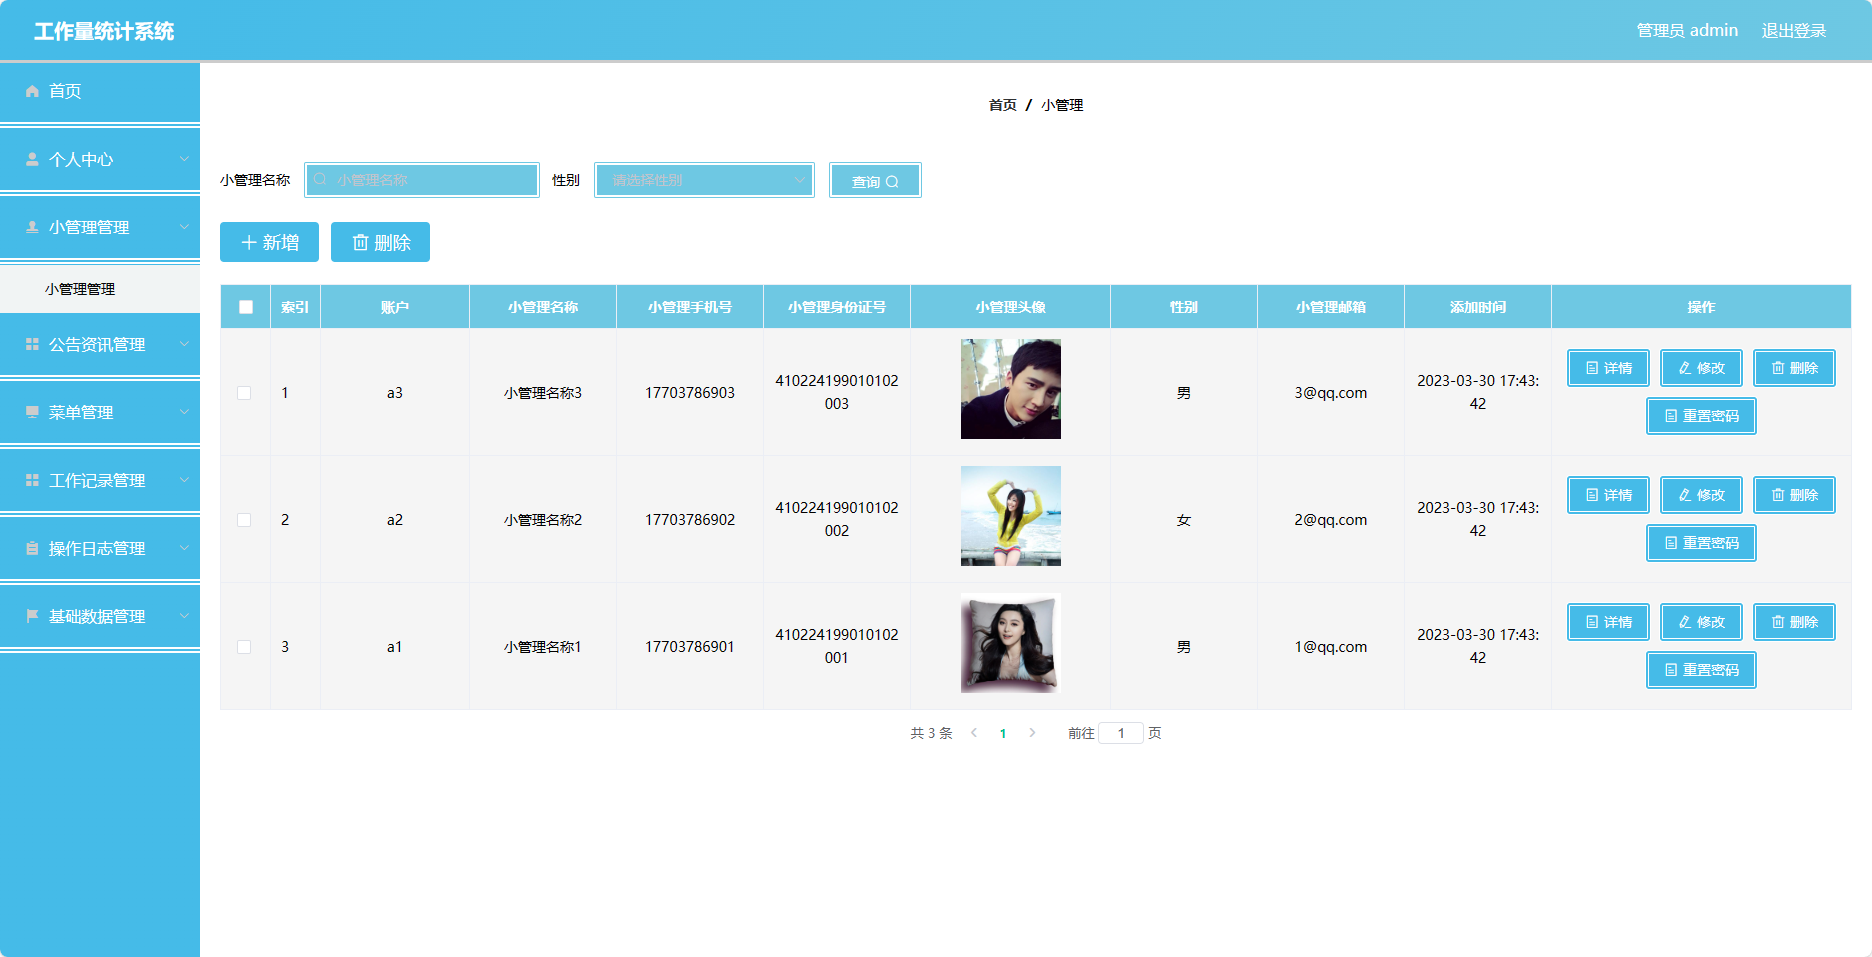 工作量统计系统
管理员 admin 退出登录
首页
个人中心
小管理管理
小管理管理
公告资讯管理
菜单管理
工作记录管理
操作日志管理
基础数据管理
首页 / 小管理
小管理名称 小管理名称 性别 请选择性别 查询
新增 删除
索引 账户 小管理名称 小管理手机号 小管理身份证号 小管理头像 性别 小管理邮箱 添加时间 操作
1 a3 小管理名称3 17703786903 410224199010102 男 3@qq.com 2023-03-30 17:43: 详情 修改 删除
003 42 重置密码
2 a2 小管理名称2 17703786902 410224199010102 女 2@qq.com 2023-03-30 17:43: 详情 修改 删除
002 42 重置密码
3 a1 小管理名称1 17703786901 410224199010102 男 1@qq.com 2023-03-30 17:43: 详情 修改 删除
001 42 重置密码
共 3 条 1 前往 1 页